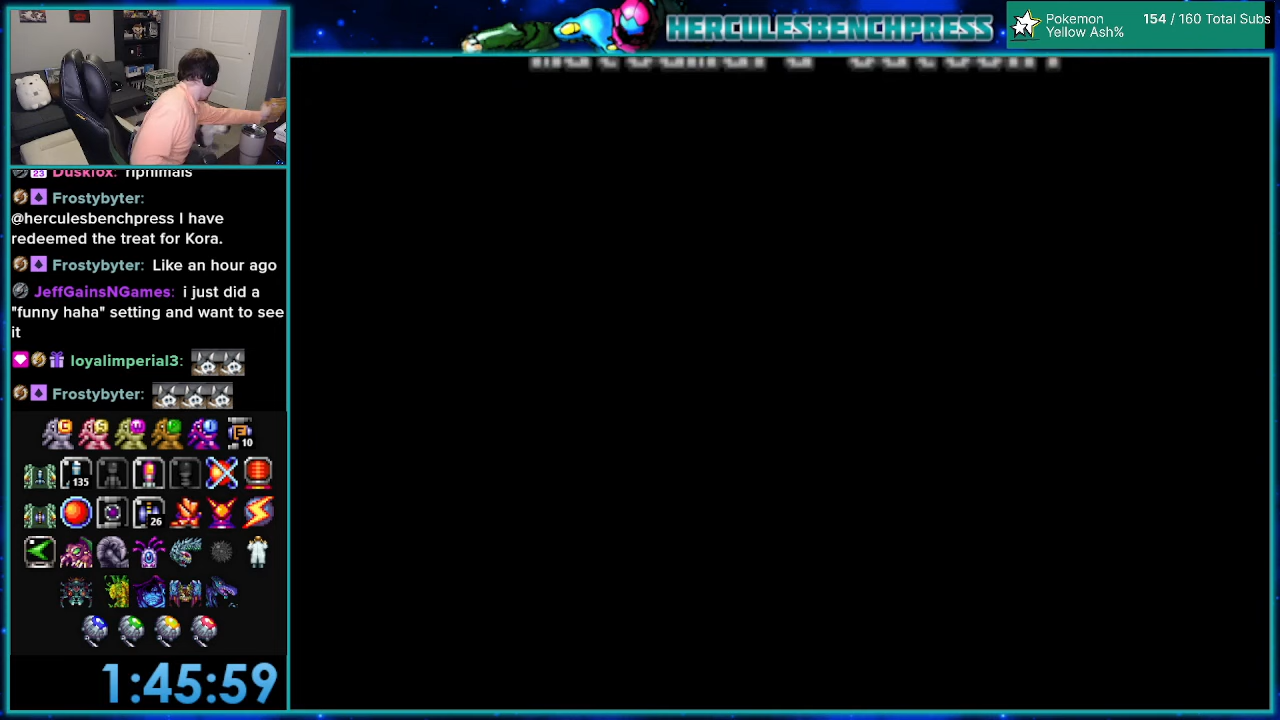 HERCULESBENCHPRESS
Pokemon 154 / 160 Total Subs
Yellow Ash%
Duskfox: ripnimals
Frostybyter:
@herculesbenchpress I have
redeemed the treat for Kora.
Frostybyter: Like an hour ago
JeffGainsNGames: i just did a
"funny haha" setting and want to see
it
loyalimperial3:
Frostybyter:
10
135
26
1:45:59